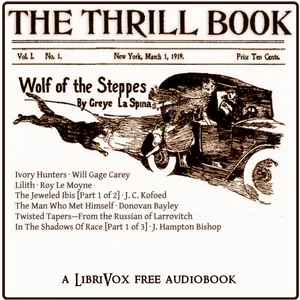 THE THRILL BOOK
Vol. I. No. 1. New York, March 1, 1919. Price Ten Cents.
Wolf of the Steppes
By Greye La Spina
Ivory Hunters · Will Gage Carey
Lilith · Roy Le Moyne
The Jeweled Ibis [Part 1 of 2] · J. C. Kofoed
The Man Who Met Himself · Donovan Bayley
Twisted Tapers—From the Russian of Larrovitch
In The Shadows Of Race [Part 1 of 3] · J. Hampton Bishop
A LIBRIVOX FREE AUDIOBOOK